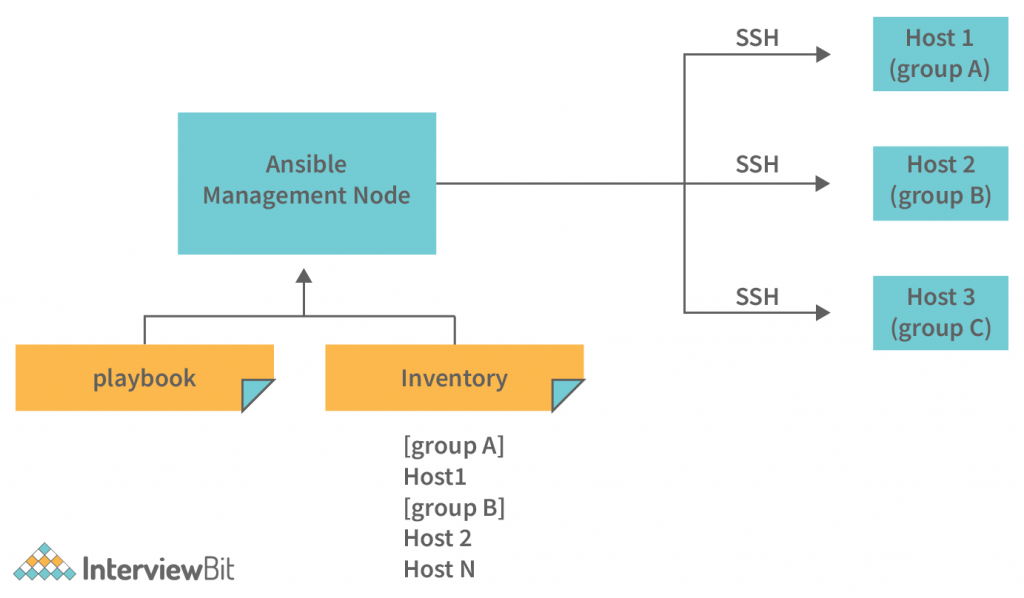 SSH
Host 1
(group A)
Ansible
Management Node
SSH
Host 2
(group B)
SSH
Host 3
(group C)
playbook
Inventory
[group A]
Host1
[group B]
Host 2
Host N
InterviewBit